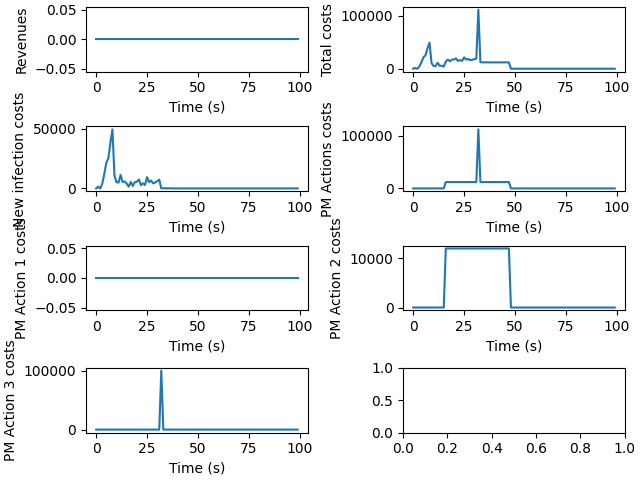 Revenues
0.05
0.00
−0.05
0 25 50 75 100
Time (s)
Total costs
100000
0
0 25 50 75 100
Time (s)
New infection costs
50000
0
0 25 50 75 100
Time (s)
PM Actions costs
100000
0
0 25 50 75 100
Time (s)
PM Action 1 costs
0.05
0.00
−0.05
0 25 50 75 100
Time (s)
PM Action 2 costs
10000
0
0 25 50 75 100
Time (s)
PM Action 3 costs
100000
0
0 25 50 75 100
Time (s)
1.0
0.5
0.0
0.0 0.2 0.4 0.6 0.8 1.0